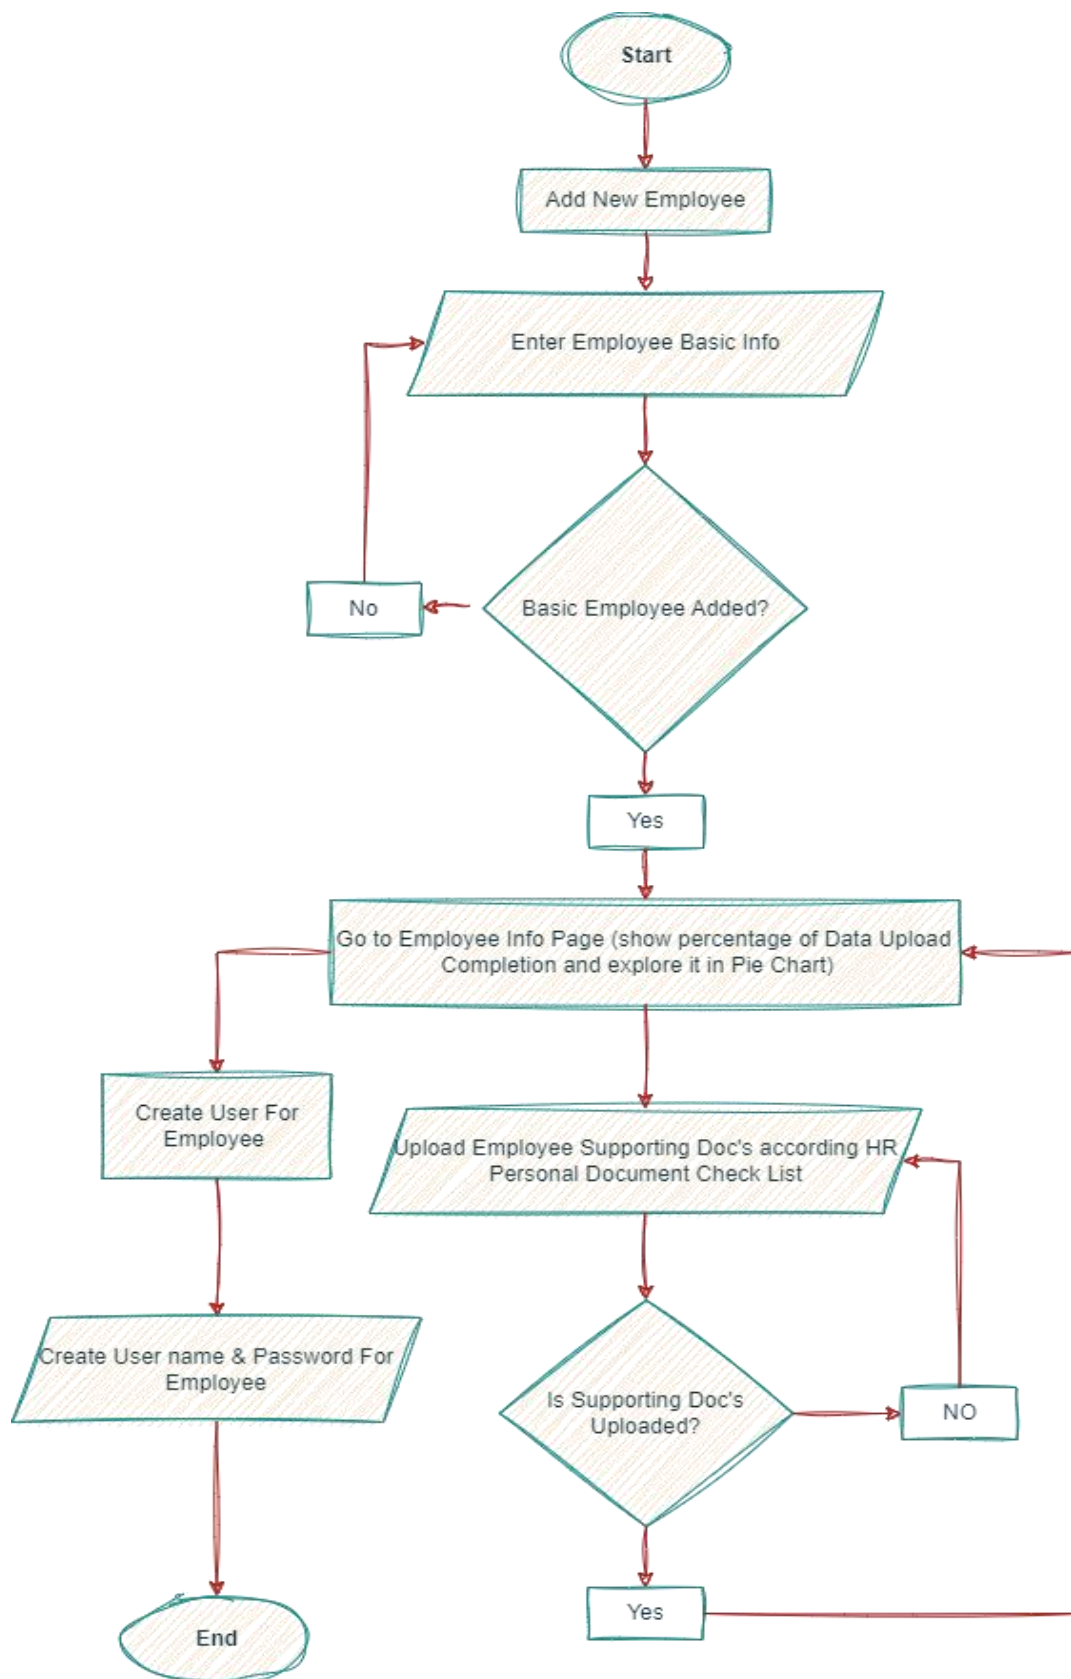 Start
Add New Employee
Enter Employee Basic Info
Basic Employee Added?
No
Yes
Go to Employee Info Page (show percentage of Data Upload
Completion and explore it in Pie Chart)
Create User For
Employee
Upload Employee Supporting Doc's according HR
Personal Document Check List
Create User name & Password For
Employee
Is Supporting Doc's
Uploaded?
NO
Yes
End